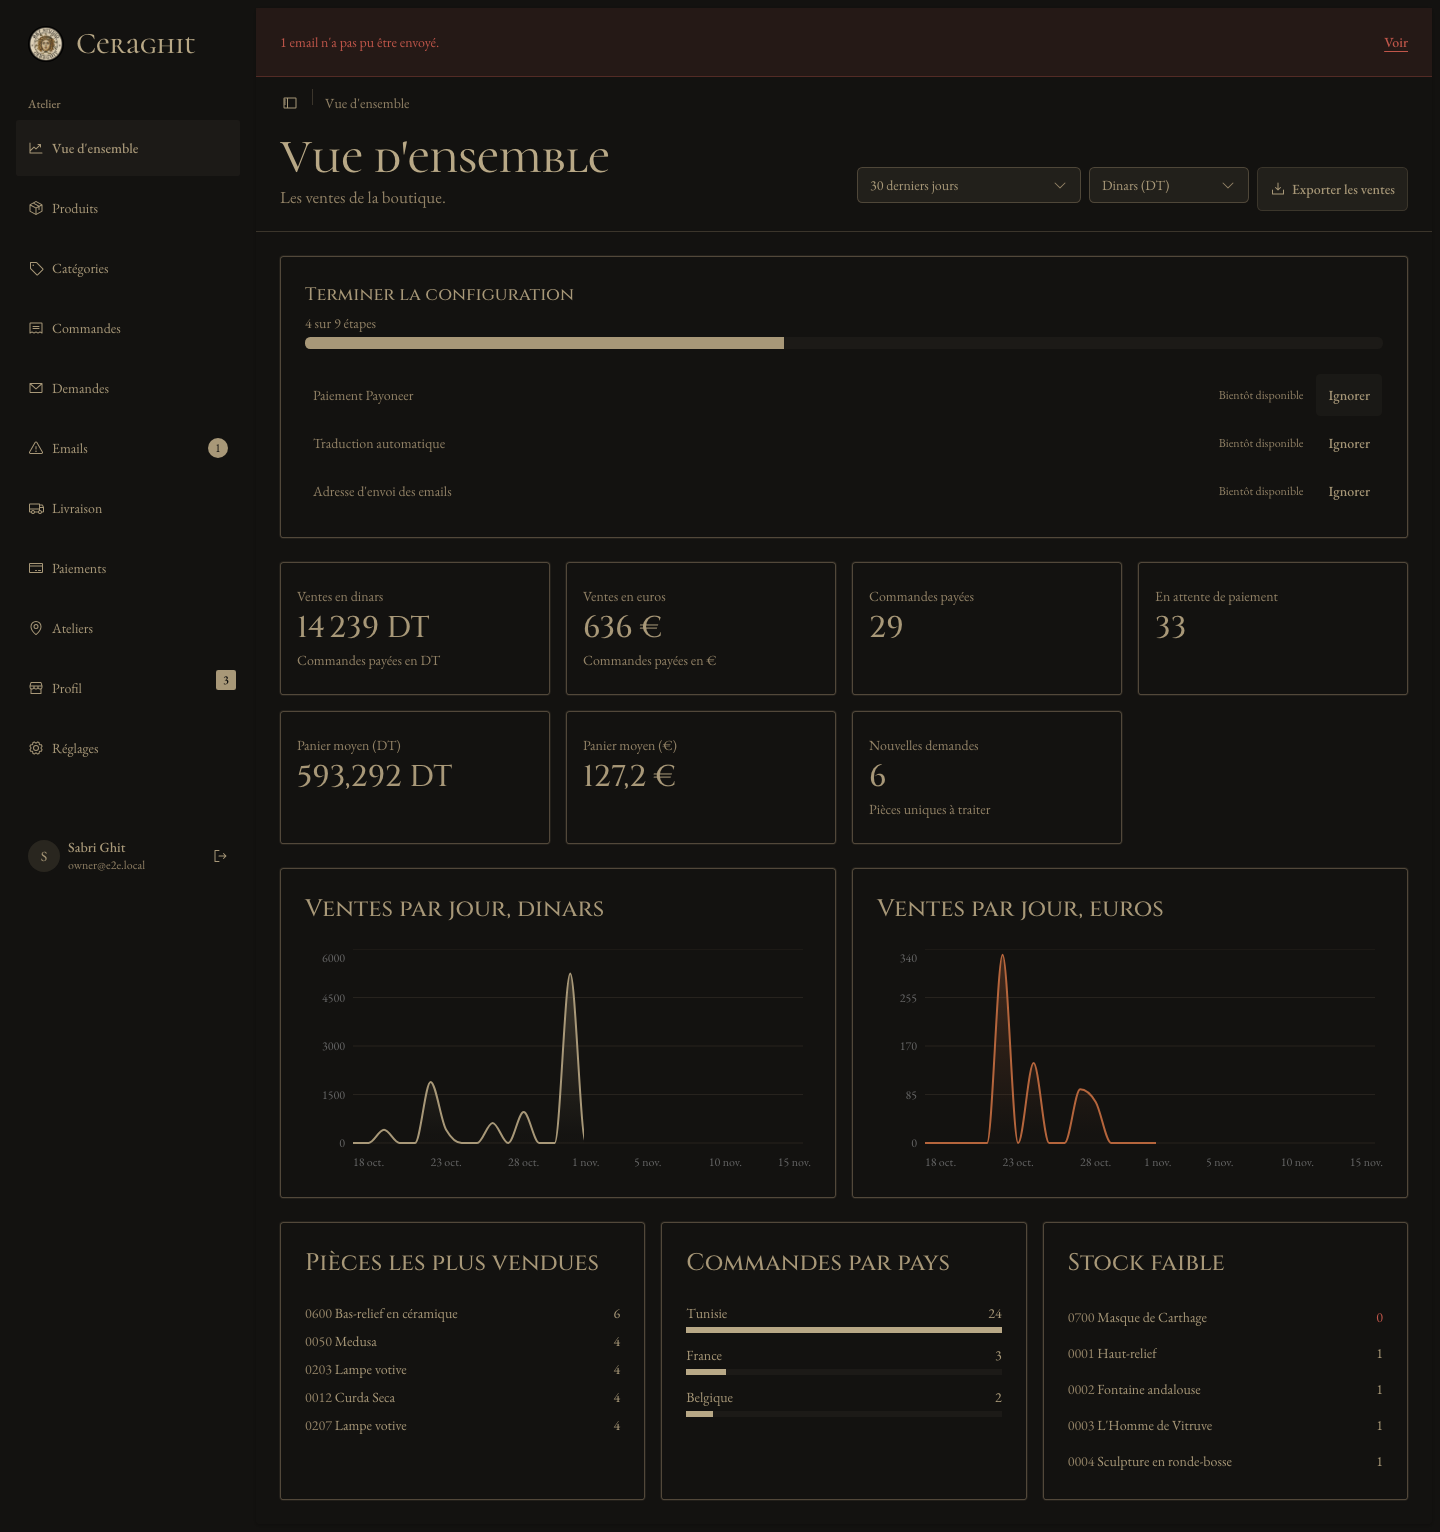 Ceraghit
Atelier
Vue d'ensemble
Produits
Catégories
Commandes
Demandes
Emails
1
Livraison
Paiements
Ateliers
Profil
3
Réglages
S
Sabri Ghit
owner@e2e.local
1 email n'a pas pu être envoyé.
Voir
Vue d'ensemble
Vue d'ensemble
Les ventes de la boutique.
30 derniers jours
Dinars (DT)
Exporter les ventes
Terminer la configuration
4 sur 9 étapes
Paiement Payoneer
Bientôt disponible
Ignorer
Traduction automatique
Bientôt disponible
Ignorer
Adresse d'envoi des emails
Bientôt disponible
Ignorer
Ventes en dinars
14 239 DT
Commandes payées en DT
Ventes en euros
636 €
Commandes payées en €
Commandes payées
29
En attente de paiement
33
Panier moyen (DT)
593,292 DT
Panier moyen (€)
127,2 €
Nouvelles demandes
6
Pièces uniques à traiter
Ventes par jour, dinars
6000
4500
3000
1500
0
18 oct. 23 oct. 28 oct. 1 nov. 5 nov. 10 nov. 15 nov.
Ventes par jour, euros
340
255
170
85
0
18 oct. 23 oct. 28 oct. 1 nov. 5 nov. 10 nov. 15 nov.
Pièces les plus vendues
0600 Bas-relief en céramique 6
0050 Medusa 4
0203 Lampe votive 4
0012 Curda Seca 4
0207 Lampe votive 4
Commandes par pays
Tunisie 24
France 3
Belgique 2
Stock faible
0700 Masque de Carthage 0
0001 Haut-relief 1
0002 Fontaine andalouse 1
0003 L'Homme de Vitruve 1
0004 Sculpture en ronde-bosse 1